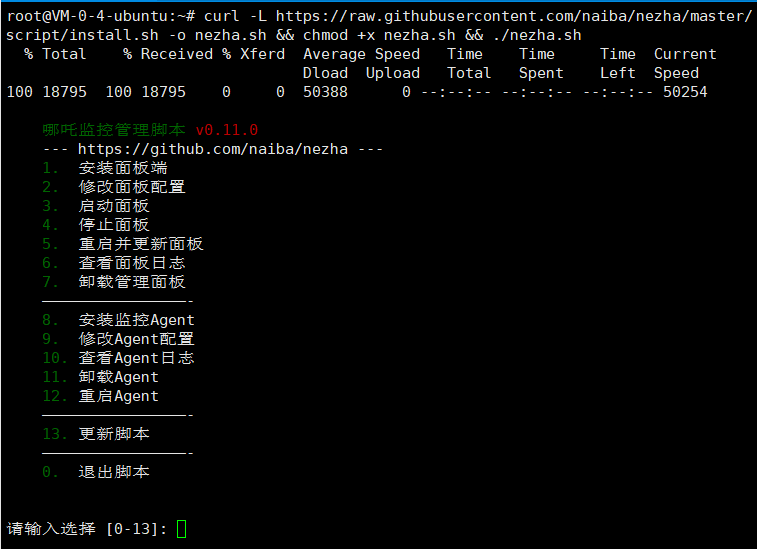 root@VM-0-4-ubuntu:~# curl -L https://raw.githubusercontent.com/naiba/nezha/master/
script/install.sh -o nezha.sh && chmod +x nezha.sh && ./nezha.sh
% Total % Received % Xferd Average Speed Time Time Time Current
Dload Upload Total Spent Left Speed
100 18795 100 18795 0 0 50388 0 --:--:-- --:--:-- --:--:-- 50254
哪吒监控管理脚本 v0.11.0
--- https://github.com/naiba/nezha ---
1. 安装面板端
2. 修改面板配置
3. 启动面板
4. 停止面板
5. 重启并更新面板
6. 查看面板日志
7. 卸载管理面板
————————————————-
8. 安装监控Agent
9. 修改Agent配置
10. 查看Agent日志
11. 卸载Agent
12. 重启Agent
————————————————-
13. 更新脚本
————————————————-
0. 退出脚本
请输入选择 [0-13]: